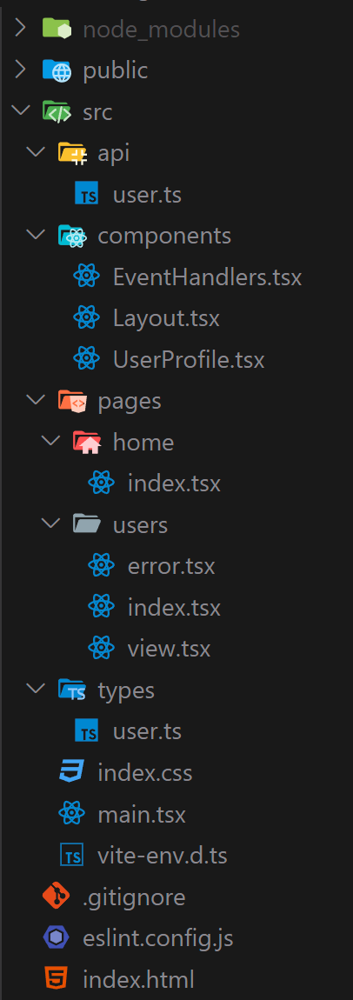 node_modules
public
src
api
user.ts
components
EventHandlers.tsx
Layout.tsx
UserProfile.tsx
pages
home
index.tsx
users
error.tsx
index.tsx
view.tsx
types
user.ts
index.css
main.tsx
vite-env.d.ts
.gitignore
eslint.config.js
index.html